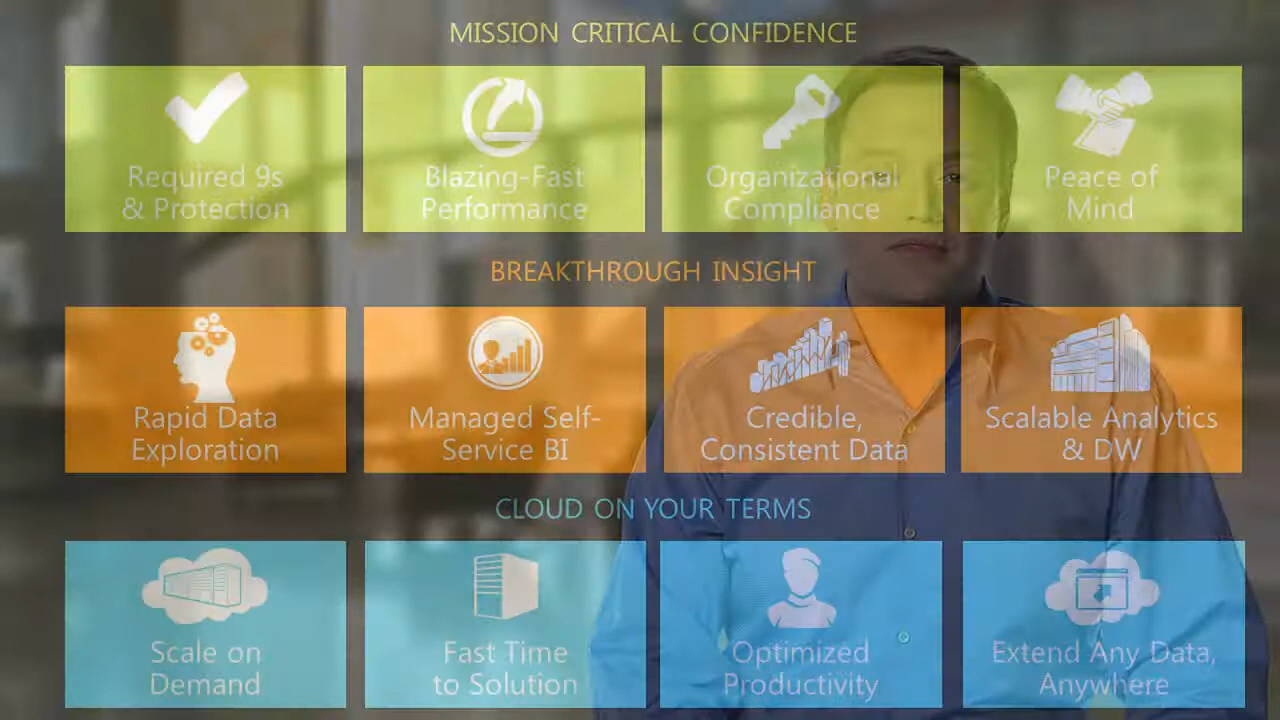 MISSION CRITICAL CONFIDENCE
Required 9s
& Protection
Blazing-Fast
Performance
Organizational
Compliance
Peace of
Mind
BREAKTHROUGH INSIGHT
Rapid Data
Exploration
Managed Self-
Service BI
Credible,
Consistent Data
Scalable Analytics
& DW
CLOUD ON YOUR TERMS
Scale on
Demand
Fast Time
to Solution
Optimized
Productivity
Extend Any Data,
Anywhere